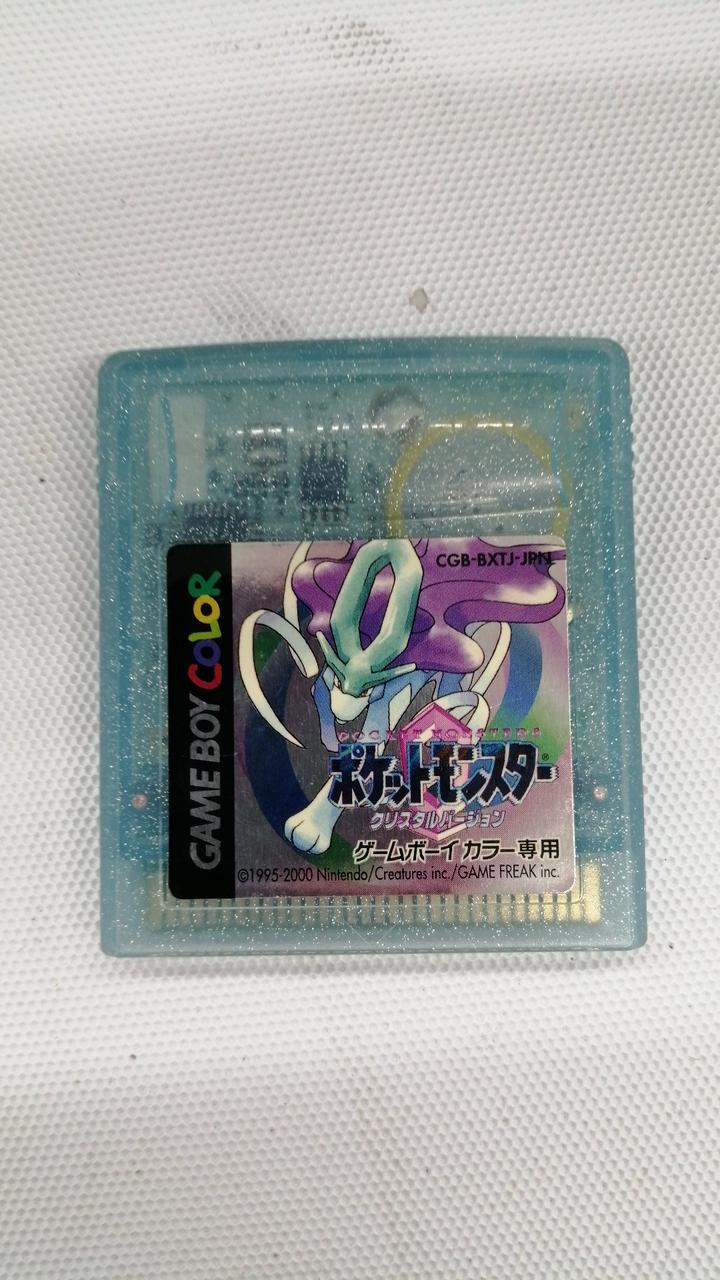 GAME BOY COLOR
CGB-BXTJ-JPN
POCKET MONSTERS
ポケットモンスター®
クリスタルバージョン
ゲームボーイ カラー専用
©1995-2000 Nintendo/Creatures inc./GAME FREAK inc.